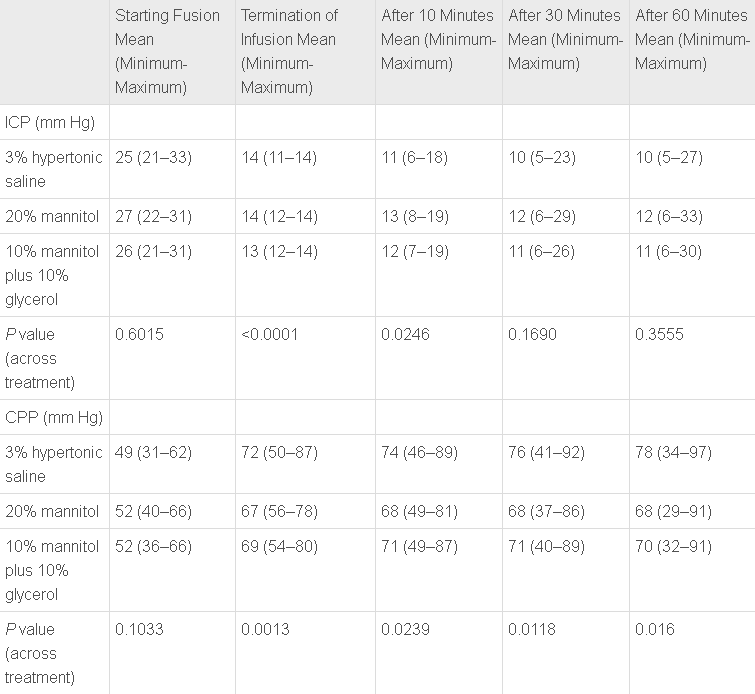 Starting Fusion Mean (Minimum-Maximum)
Termination of Infusion Mean (Minimum-Maximum)
After 10 Minutes Mean (Minimum-Maximum)
After 30 Minutes Mean (Minimum-Maximum)
After 60 Minutes Mean (Minimum-Maximum)
ICP (mm Hg)
3% hypertonic saline 25 (21–33) 14 (11–14) 11 (6–18) 10 (5–23) 10 (5–27)
20% mannitol 27 (22–31) 14 (12–14) 13 (8–19) 12 (6–29) 12 (6–33)
10% mannitol plus 10% glycerol 26 (21–31) 13 (12–14) 12 (7–19) 11 (6–26) 11 (6–30)
P value (across treatment) 0.6015 <0.0001 0.0246 0.1690 0.3555
CPP (mm Hg)
3% hypertonic saline 49 (31–62) 72 (50–87) 74 (46–89) 76 (41–92) 78 (34–97)
20% mannitol 52 (40–66) 67 (56–78) 68 (49–81) 68 (37–86) 68 (29–91)
10% mannitol plus 10% glycerol 52 (36–66) 69 (54–80) 71 (49–87) 71 (40–89) 70 (32–91)
P value (across treatment) 0.1033 0.0013 0.0239 0.0118 0.016